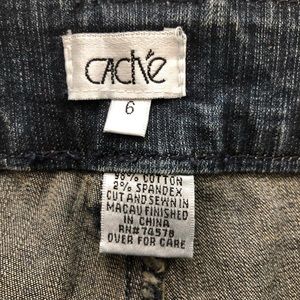 CACHÉ
6
98% COTTON
2% SPANDEX
CUT AND SEWN IN
MACAU FINISHED
IN CHINA
RN#74578
OVER FOR CARE